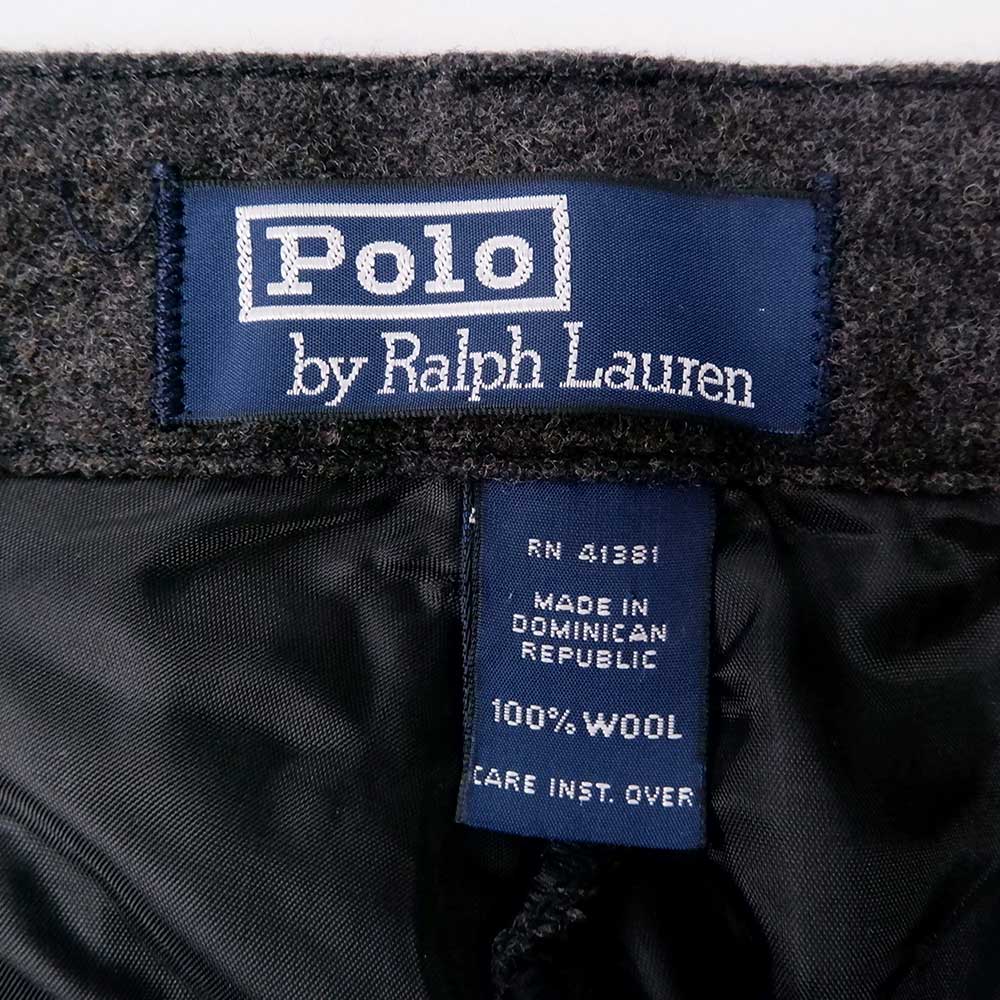 Polo
by Ralph Lauren
RN 41381
MADE IN
DOMINICAN
REPUBLIC
100% WOOL
CARE INST. OVER